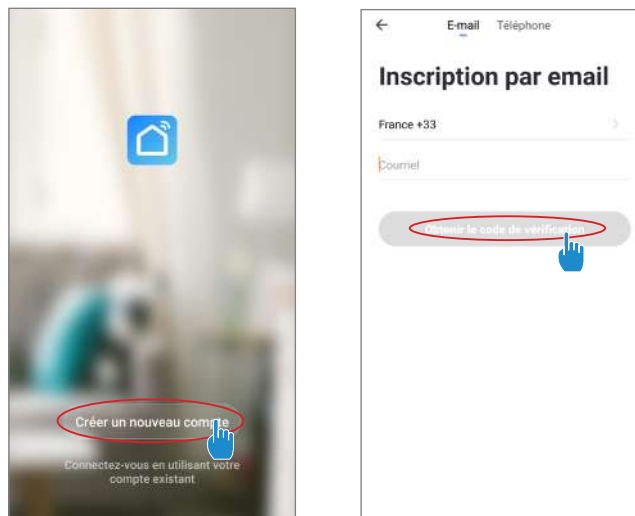 Créer un nouveau compte
Connectez-vous en utilisant votre
compte existant
E-mail Téléphone
Inscription par email
France +33
Courriel
Obtenir le code de vérification